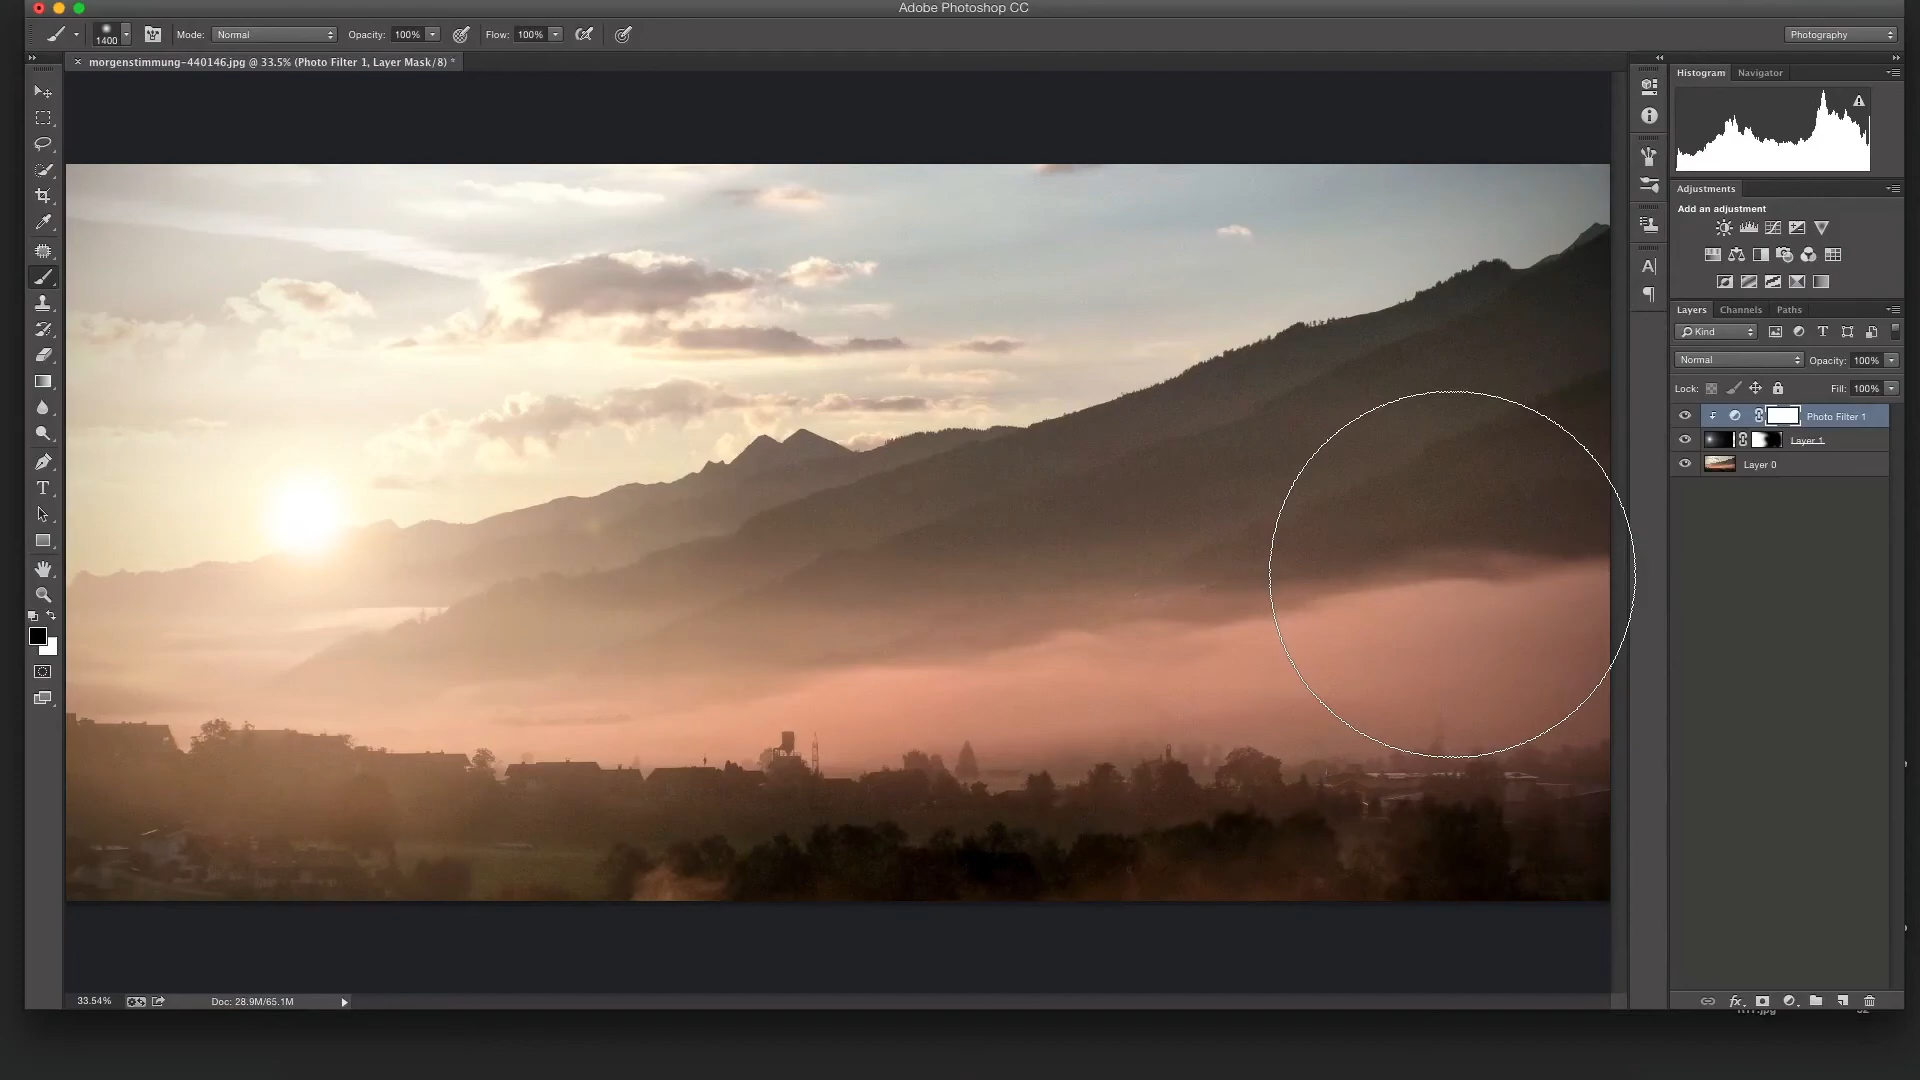 Adobe Photoshop CC
1400
Mode: Normal
Opacity: 100%
Flow: 100%
Photography
morgenstimmung-440146.jpg @ 33.5% (Photo Filter 1, Layer Mask/8) *
Histogram Navigator
Adjustments
Add an adjustment
Layers Channels Paths
Kind
Normal
Opacity: 100%
Lock:
Fill: 100%
Photo Filter 1
Layer 1
Layer 0
33.54%
Doc: 28.9M/65.1M